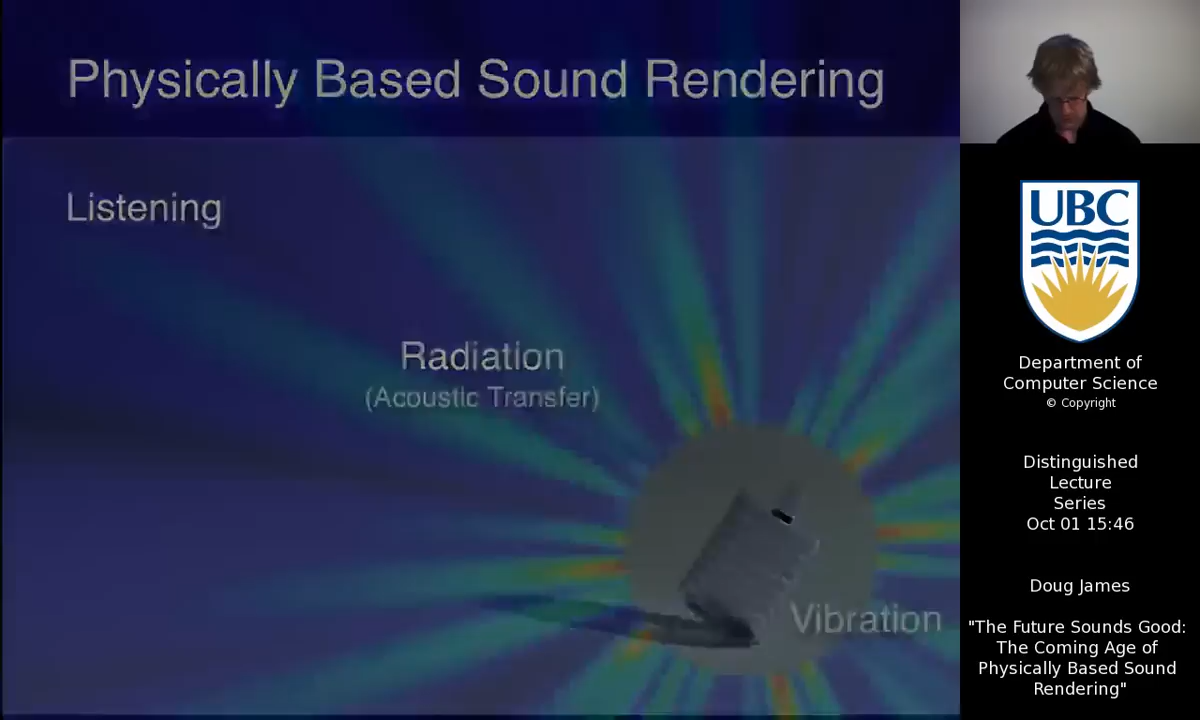 Physically Based Sound Rendering
Listening
Radiation
(Acoustic Transfer)
Vibration
UBC
Department of
Computer Science
© Copyright
Distinguished
Lecture
Series
Oct 01 15:46
Doug James
"The Future Sounds Good:
The Coming Age of
Physically Based Sound
Rendering"